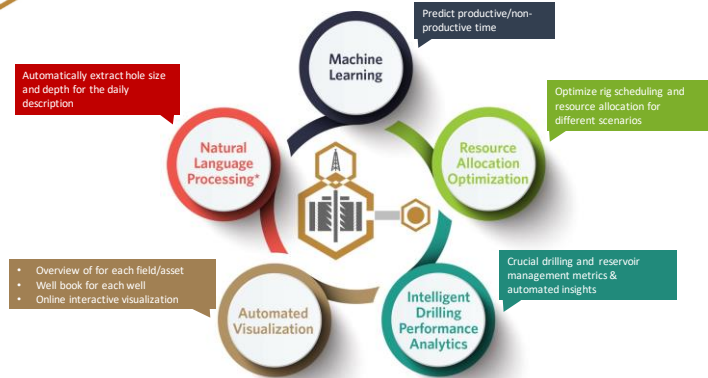 Predict productive/non-
productive time
Machine
Learning
Automatically extract hole size
and depth for the daily
description
Optimize rig scheduling and
resource allocation for
different scenarios
Natural
Language
Processing*
Resource
Allocation
Optimization
• Overview of for each field/asset
• Well book for each well
• Online interactive visualization
Crucial drilling and reservoir
management metrics &
automated insights
Automated
Visualization
Intelligent
Drilling
Performance
Analytics